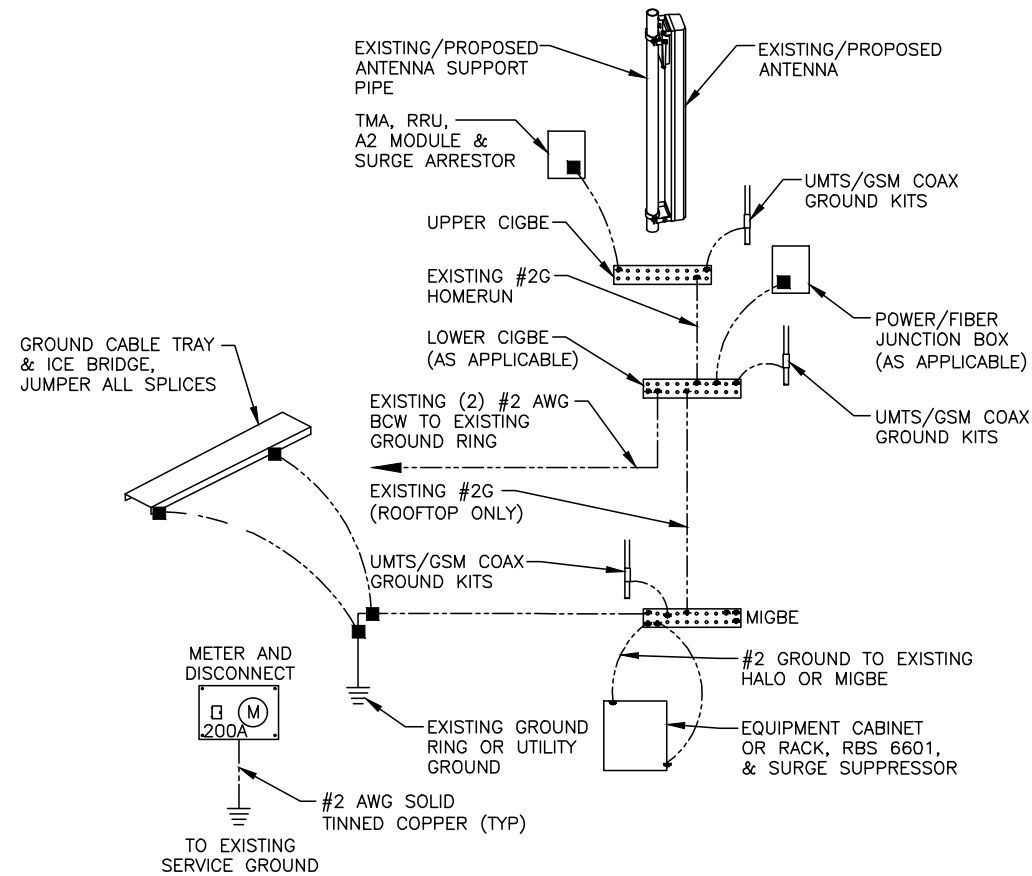 EXISTING/PROPOSED
ANTENNA SUPPORT
PIPE
EXISTING/PROPOSED
ANTENNA
TMA, RRU,
A2 MODULE &
SURGE ARRESTOR
UMTS/GSM COAX
GROUND KITS
UPPER CIGBE
EXISTING #2G
HOMERUN
POWER/FIBER
JUNCTION BOX
(AS APPLICABLE)
LOWER CIGBE
(AS APPLICABLE)
GROUND CABLE TRAY
& ICE BRIDGE,
JUMPER ALL SPLICES
EXISTING (2) #2 AWG
BCW TO EXISTING
GROUND RING
UMTS/GSM COAX
GROUND KITS
EXISTING #2G
(ROOFTOP ONLY)
UMTS/GSM COAX
GROUND KITS
MIGBE
METER AND
DISCONNECT
M
200A
#2 GROUND TO EXISTING
HALO OR MIGBE
EXISTING GROUND
RING OR UTILITY
GROUND
EQUIPMENT CABINET
OR RACK, RBS 6601,
& SURGE SUPPRESSOR
#2 AWG SOLID
TINNED COPPER (TYP)
TO EXISTING
SERVICE GROUND